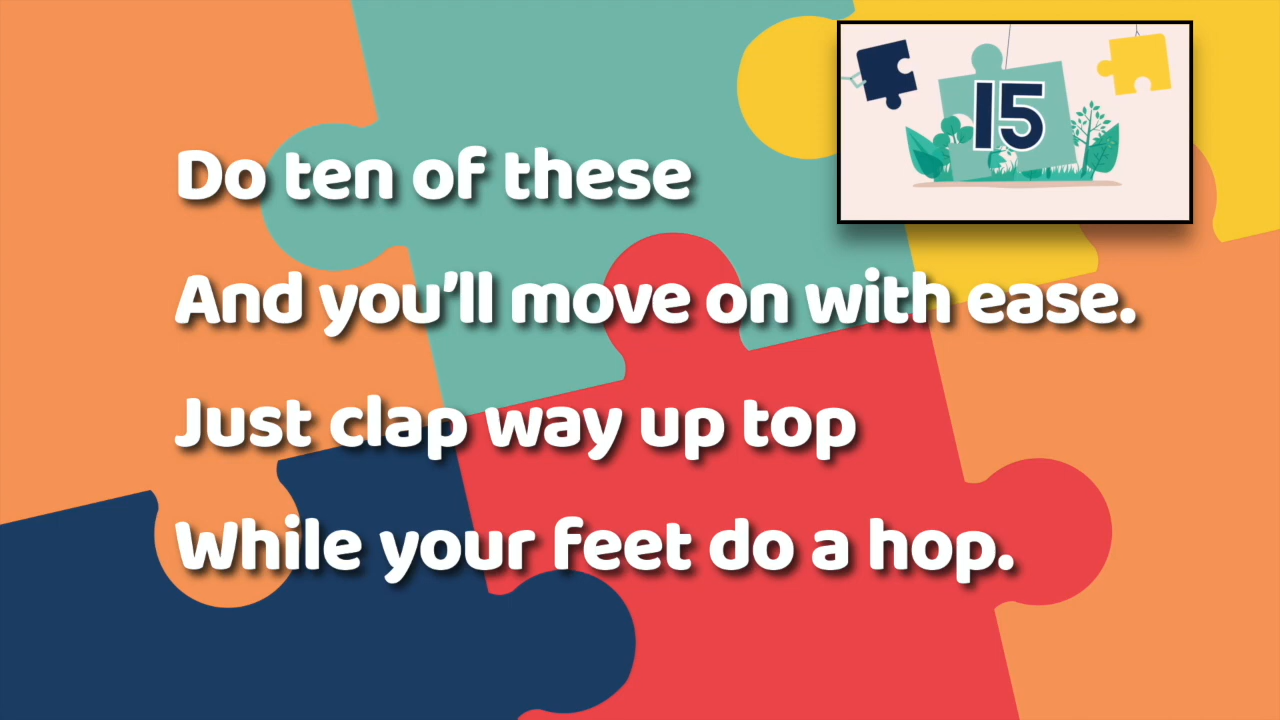 15
Do ten of these
And you'll move on with ease.
Just clap way up top
While your feet do a hop.